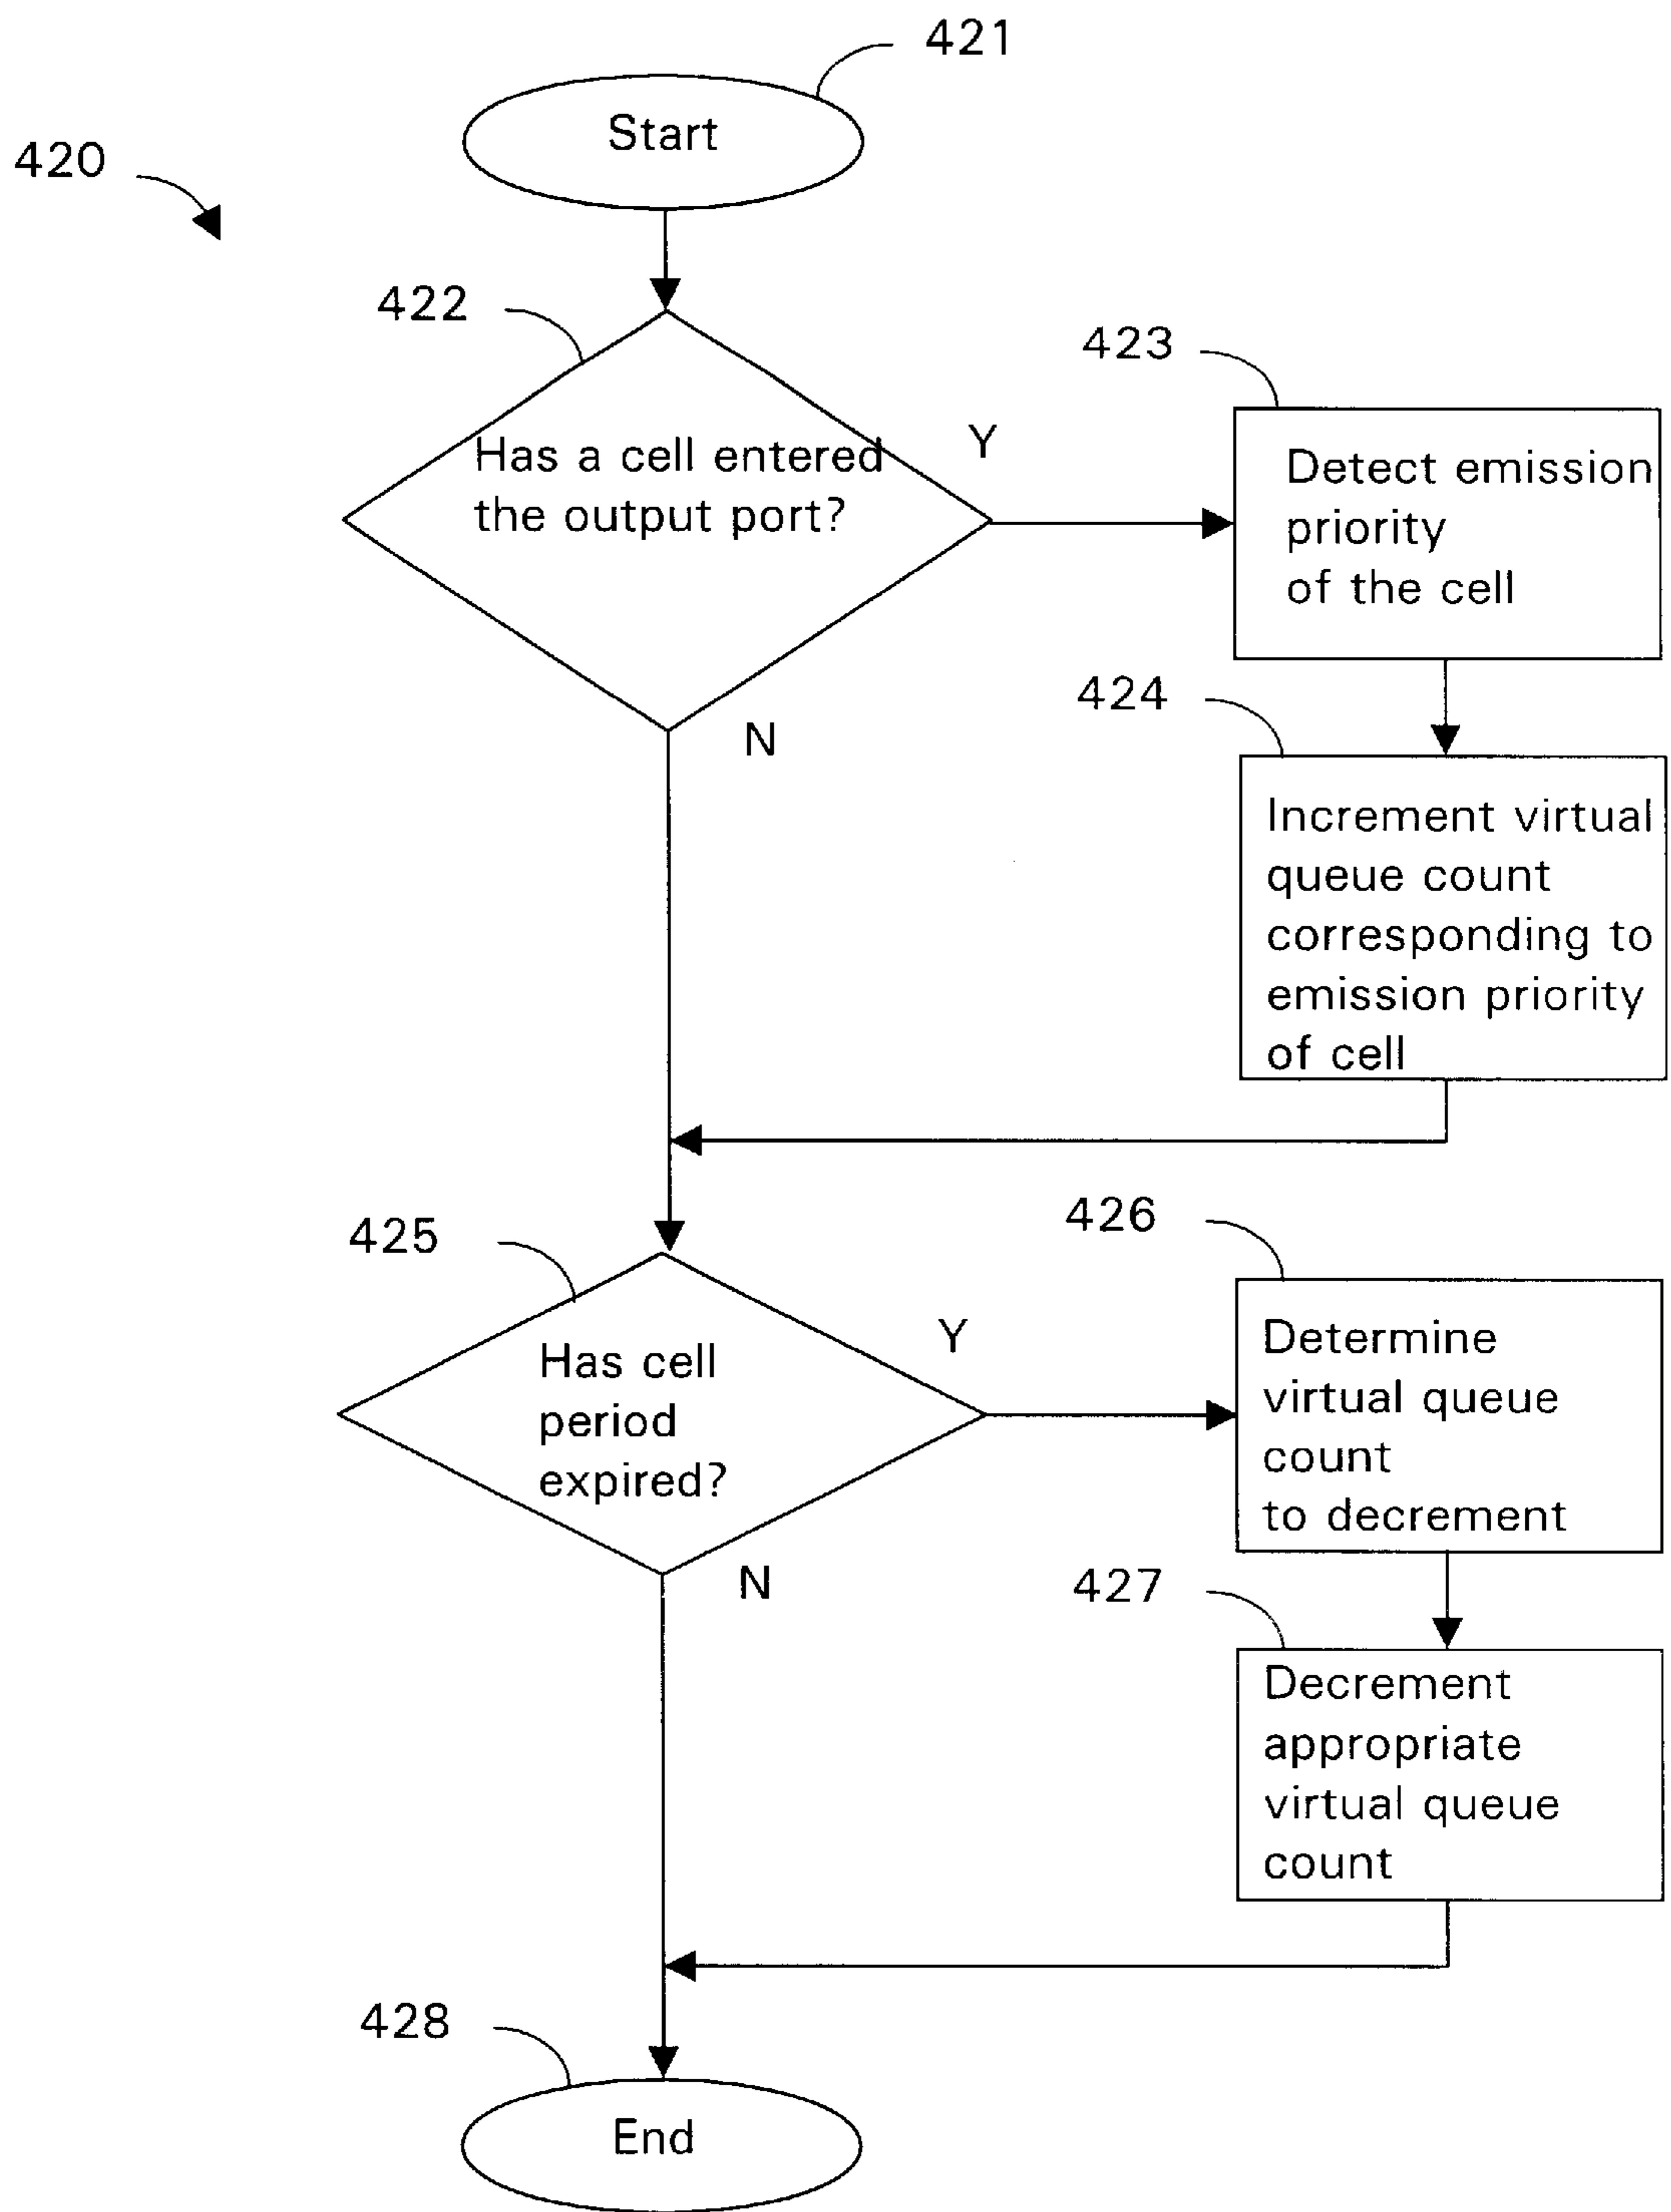 421
Start
420
422
Has a cell entered
the output port?
Y
N
423
Detect emission
priority
of the cell
424
Increment virtual
queue count
corresponding to
emission priority
of cell
425
Has cell
period
expired?
Y
N
426
Determine
virtual queue
count
to decrement
427
Decrement
appropriate
virtual queue
count
428
End